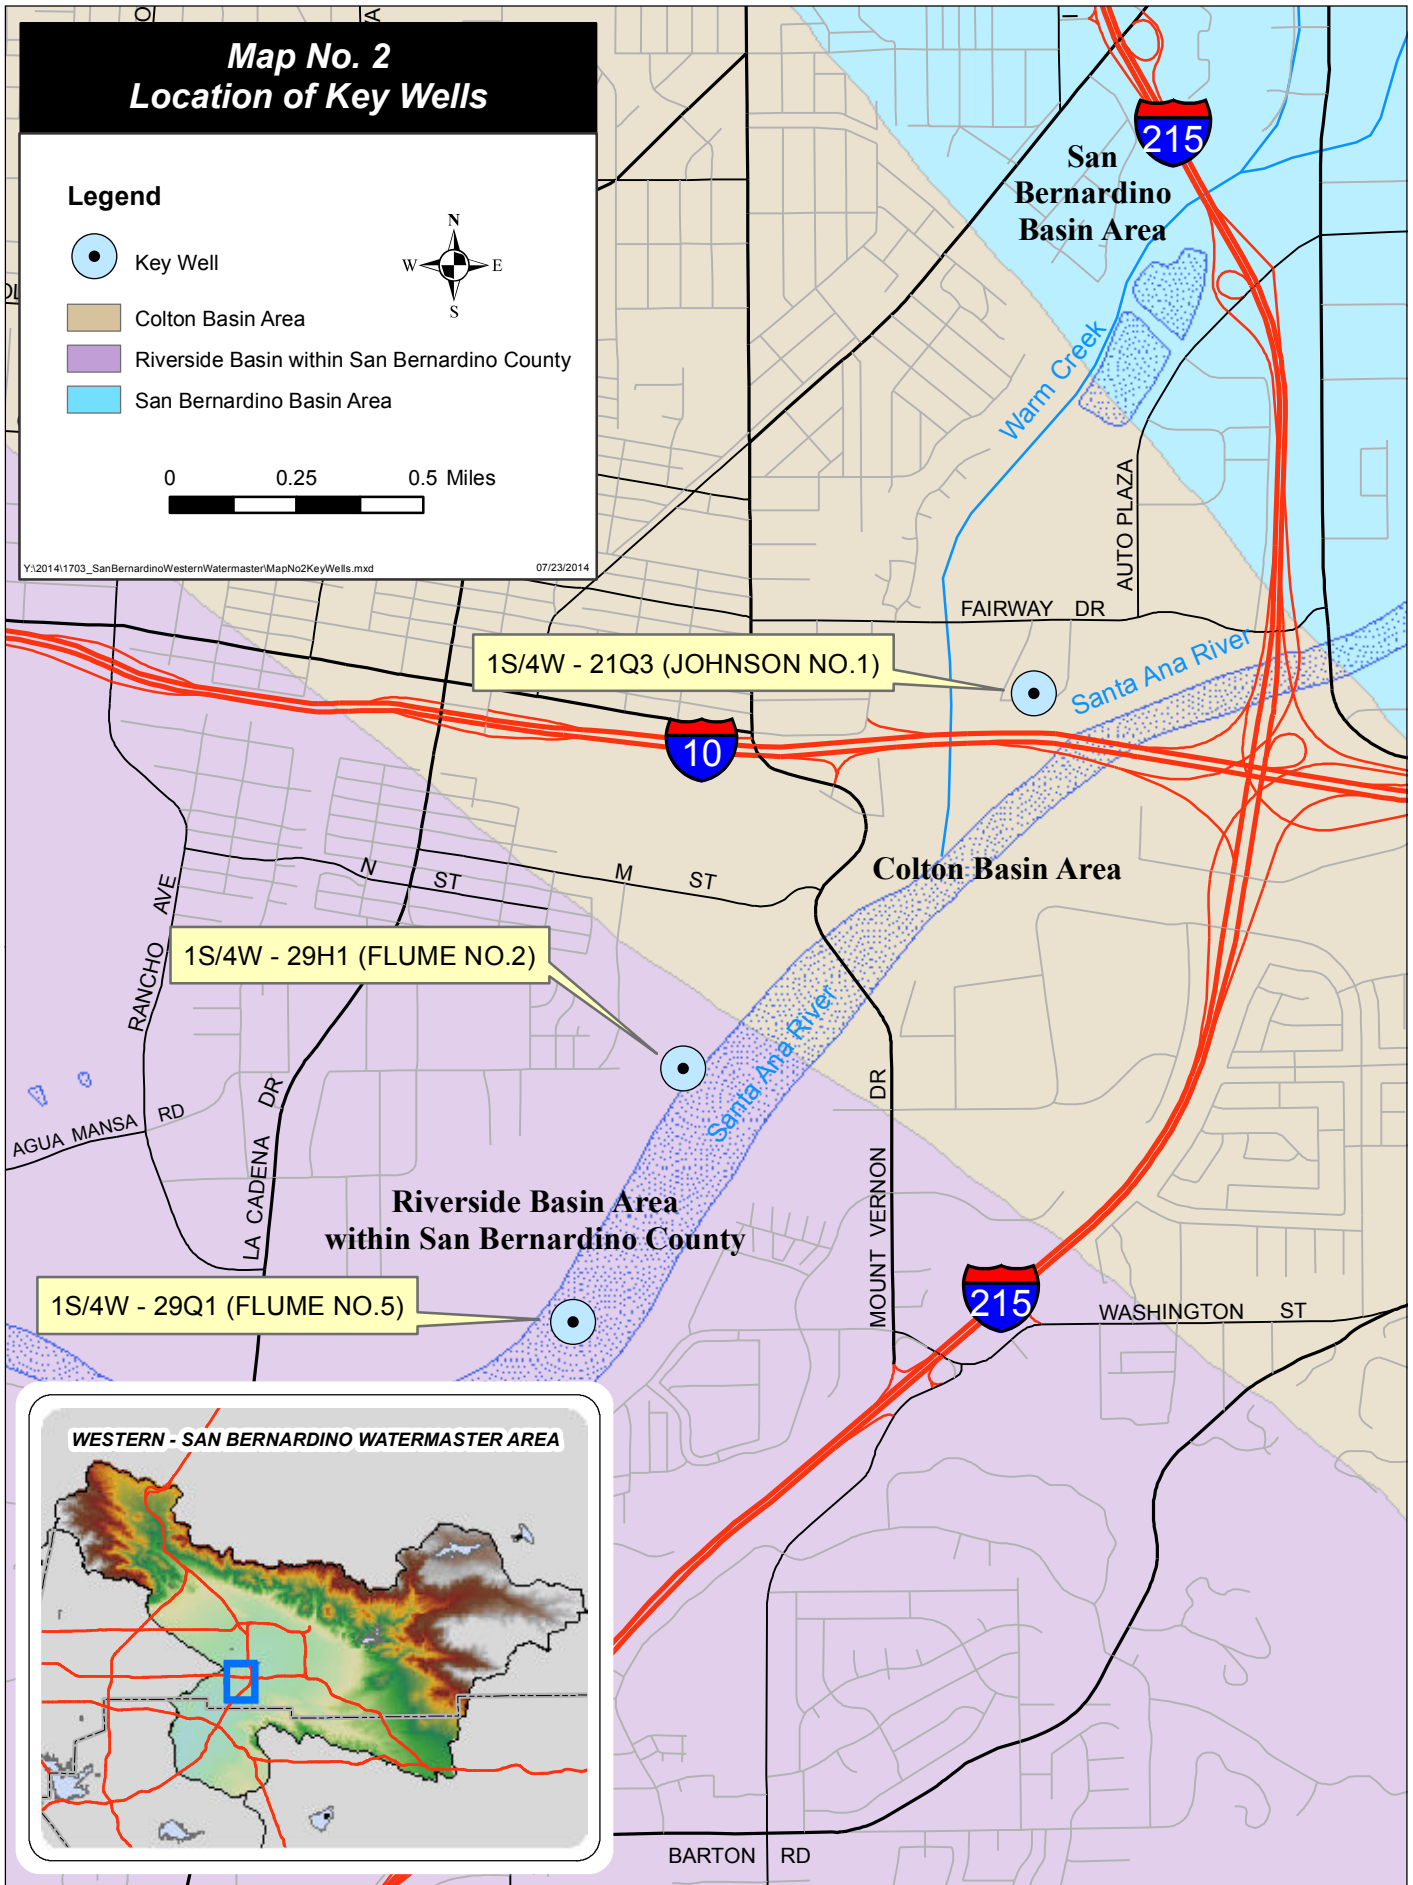 Map No. 2
Location of Key Wells
Legend
Key Well
Colton Basin Area
Riverside Basin within San Bernardino County
San Bernardino Basin Area
N
W
E
S
0
0.25
0.5 Miles
Y:\2014\1703_SanBernardinoWesternWatermaster\MapNo2KeyWells.mxd
07/23/2014
215
San
Bernardino
Basin Area
Warm Creek
AUTO PLAZA
FAIRWAY DR
1S/4W - 21Q3 (JOHNSON NO.1)
Santa Ana River
10
Colton Basin Area
N ST
M ST
RANCHO AVE
1S/4W - 29H1 (FLUME NO.2)
Santa Ana River
AGUA MANSA RD
LA CADENA DR
MOUNT VERNON DR
Riverside Basin Area
within San Bernardino County
1S/4W - 29Q1 (FLUME NO.5)
215
WASHINGTON ST
WESTERN - SAN BERNARDINO WATERMASTER AREA
BARTON RD